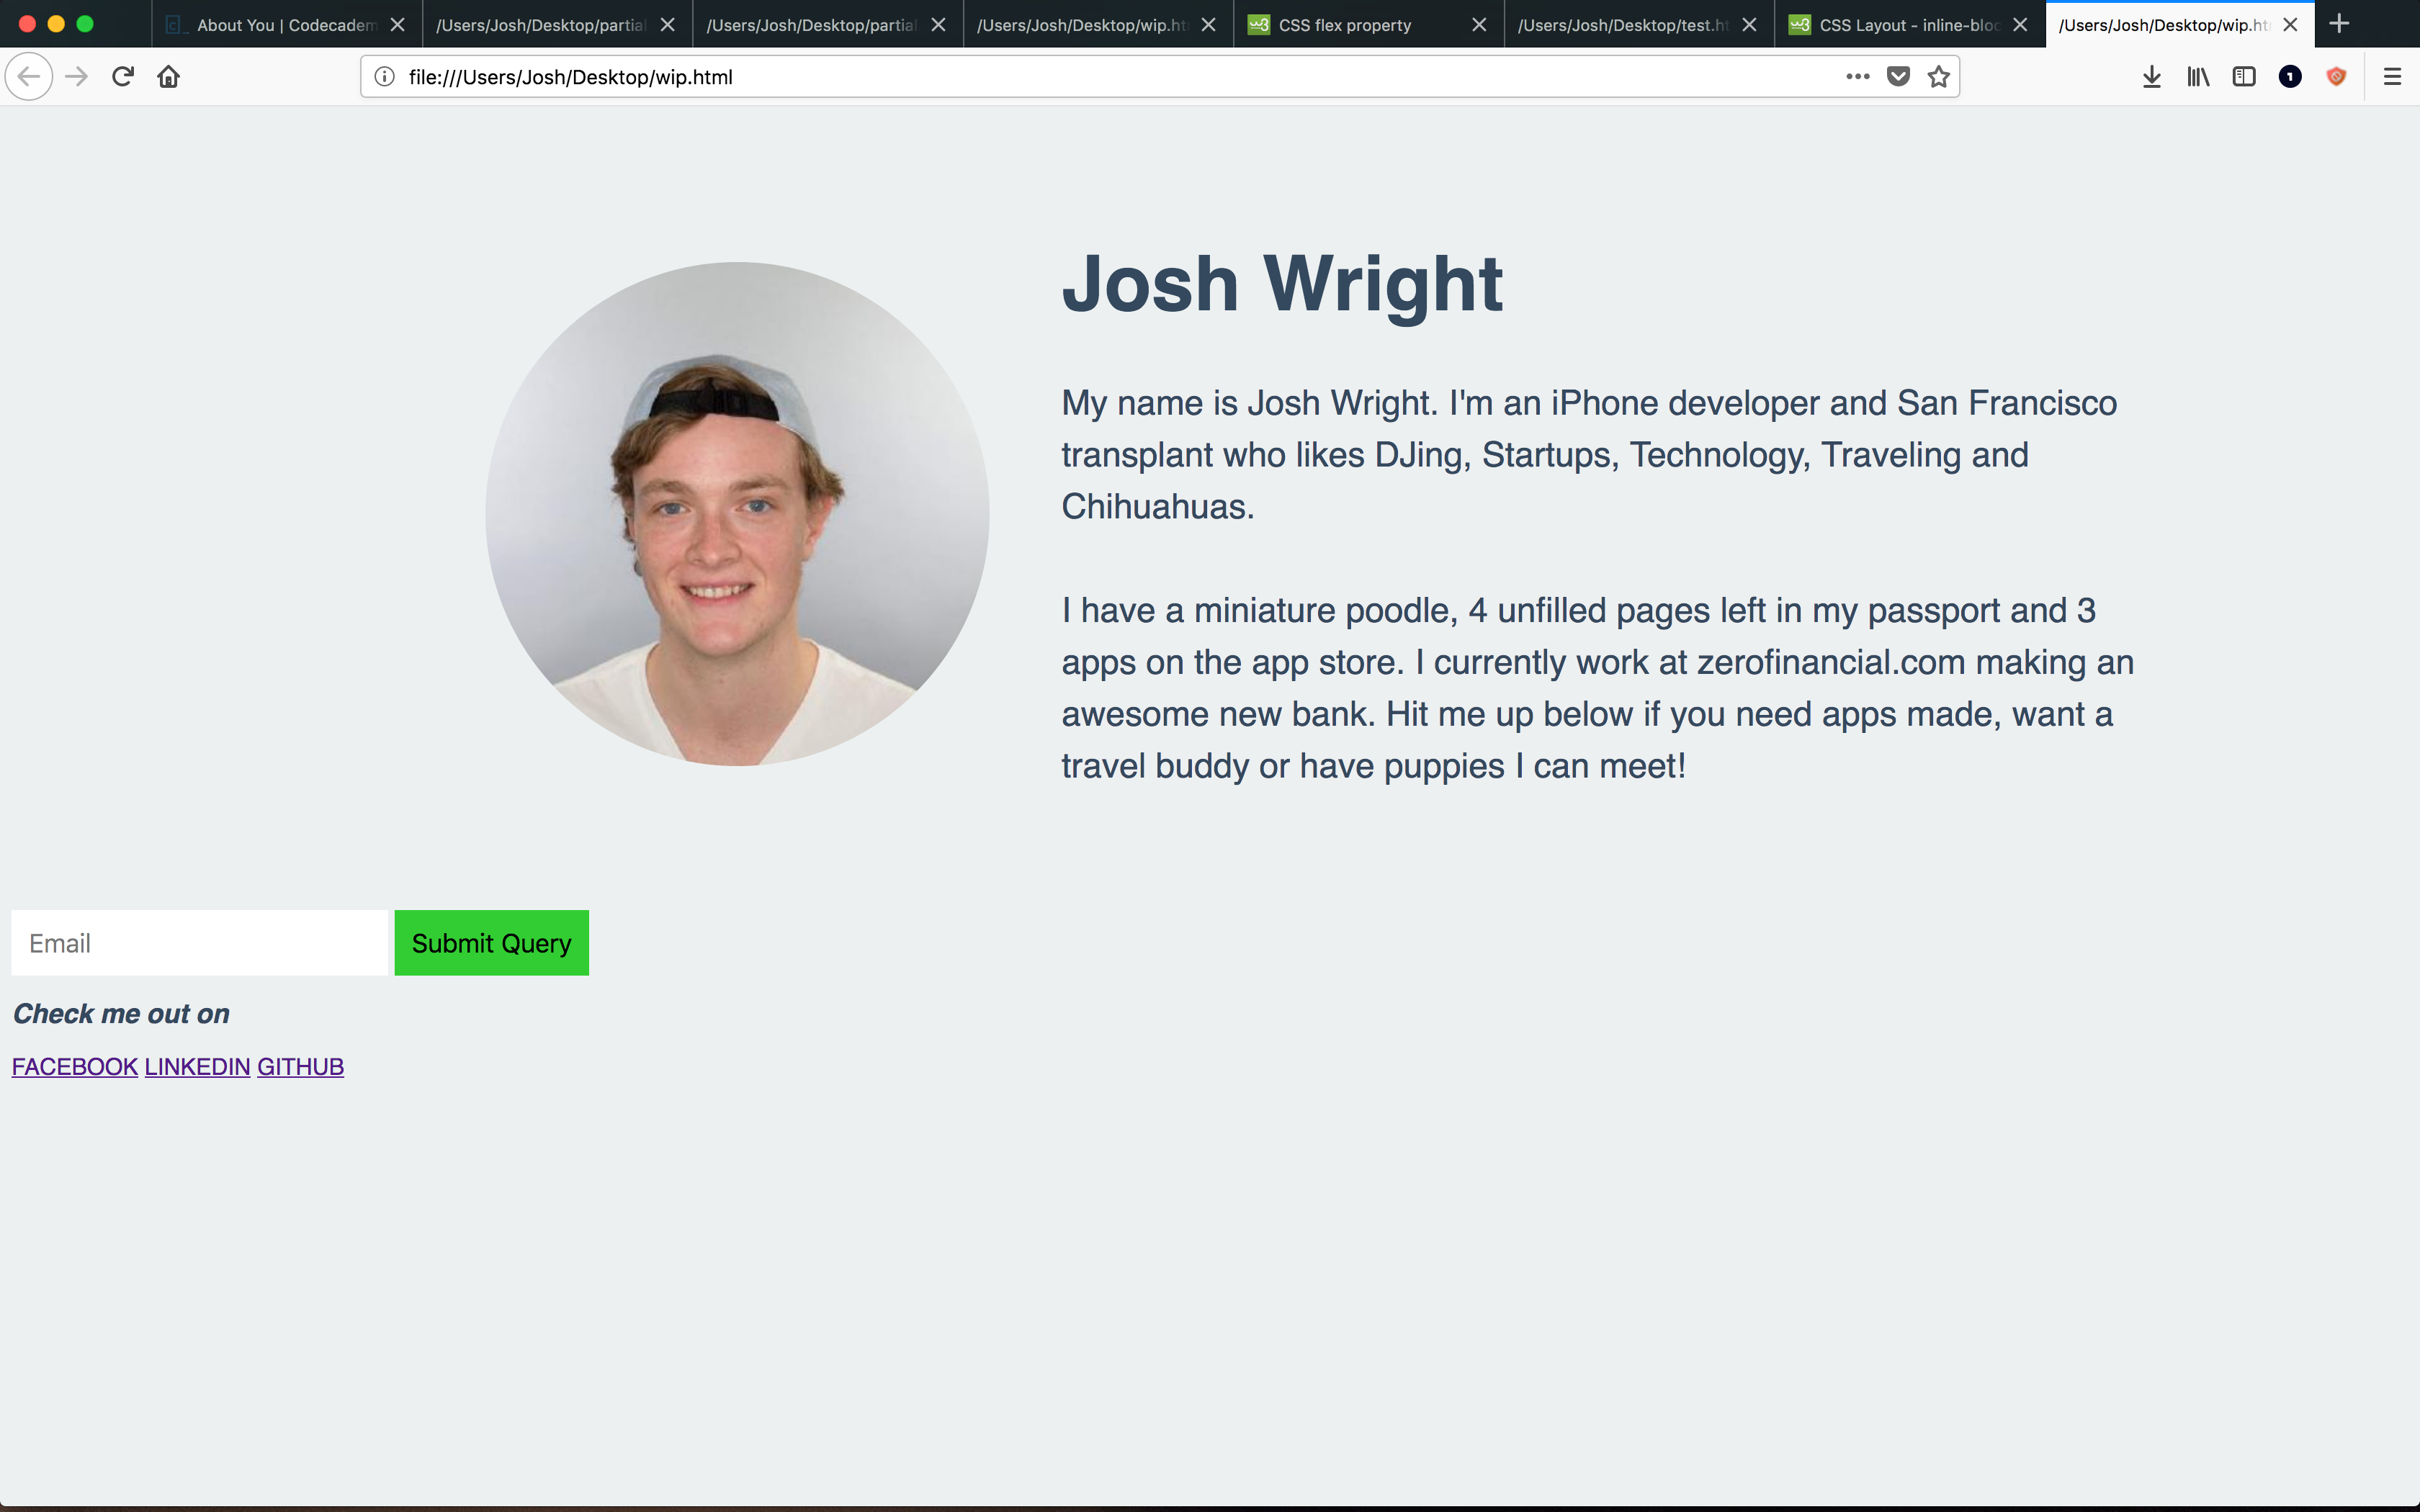 About You | Codecadem
/Users/Josh/Desktop/partial
/Users/Josh/Desktop/partial
/Users/Josh/Desktop/wip.ht
CSS flex property
/Users/Josh/Desktop/test.ht
CSS Layout - inline-bloc
/Users/Josh/Desktop/wip.ht
file:///Users/Josh/Desktop/wip.html
1
Josh Wright
My name is Josh Wright. I'm an iPhone developer and San Francisco
transplant who likes DJing, Startups, Technology, Traveling and
Chihuahuas.
I have a miniature poodle, 4 unfilled pages left in my passport and 3
apps on the app store. I currently work at zerofinancial.com making an
awesome new bank. Hit me up below if you need apps made, want a
travel buddy or have puppies I can meet!
Email
Submit Query
Check me out on
FACEBOOK LINKEDIN GITHUB